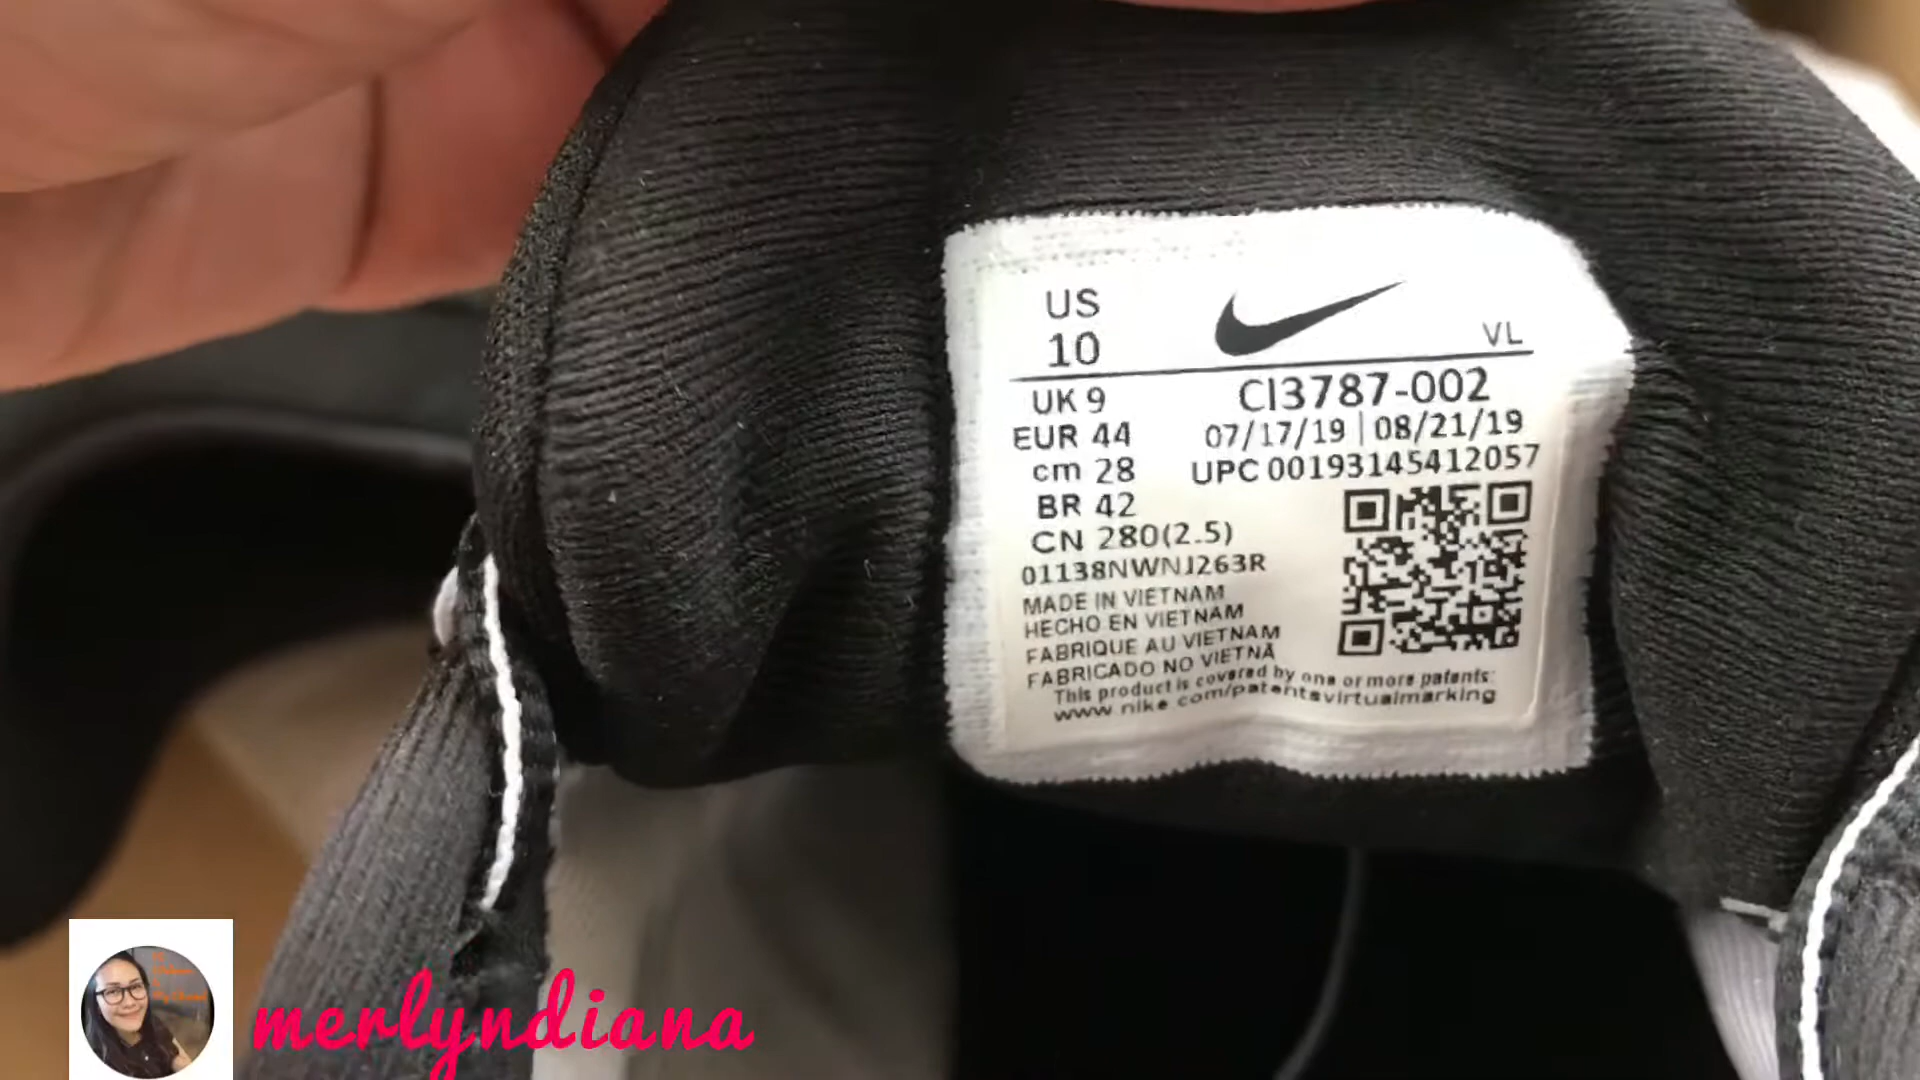 US
10
VL
UK 9
CI3787-002
EUR 44
07/17/19 | 08/21/19
cm 28
UPC 00193145412057
BR 42
CN 280(2.5)
01138NWNJ263R
MADE IN VIETNAM
HECHO EN VIETNAM
FABRIQUE AU VIETNAM
FABRICADO NO VIETNÃ
This product is covered by one or more patents:
www.nike.com/patentsvirtualmarking
merlyndiana